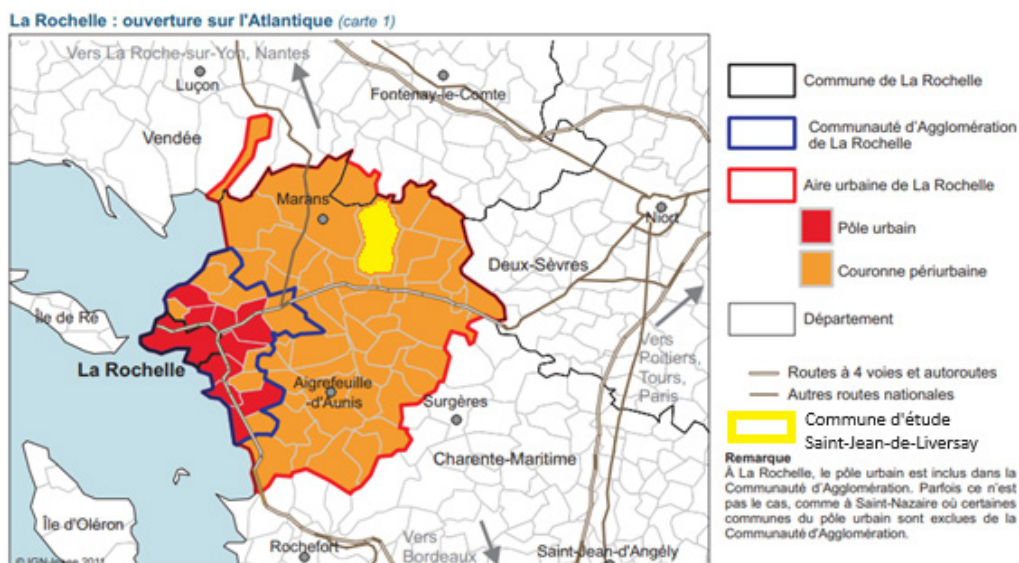 La Rochelle : ouverture sur l'Atlantique (carte 1)
Vers La Roche-sur-Yon, Nantes
Luçon
Fontenay-le-Comte
Vendée
Marans
Niort
Deux-Sèvres
Île de Ré
La Rochelle
Aigrefeuille
-d'Aunis
Surgères
Vers
Poitiers,
Tours,
Paris
Charente-Maritime
Île d'Oléron
Rochefort
Vers
Bordeaux
Saint-Jean-d'Angély
© IGN-Insee 2011
Commune de La Rochelle
Communauté d'Agglomération
de La Rochelle
Aire urbaine de La Rochelle
Pôle urbain
Couronne périurbaine
Département
Routes à 4 voies et autoroutes
Autres routes nationales
Commune d'étude
Saint-Jean-de-Liversay
Remarque
À La Rochelle, le pôle urbain est inclus dans la
Communauté d'Agglomération. Parfois ce n'est
pas le cas, comme à Saint-Nazaire où certaines
communes du pôle urbain sont exclues de la
Communauté d'Agglomération.